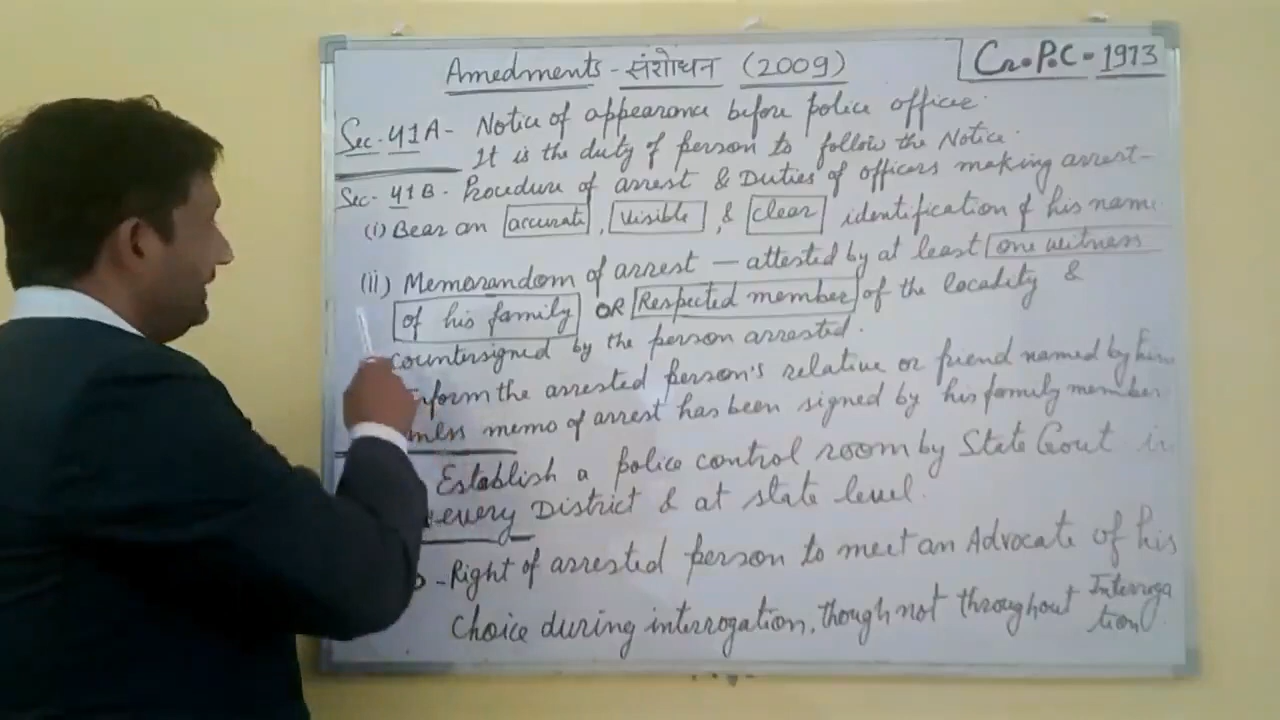 Amedments - संशोधन (2009)
Cr.P.C - 1973
Sec. 41A - Notice of appearance before police officer.
It is the duty of person to follow the Notice.
Sec. 41B - Procedure of arrest & Duties of officers making arrest -
(i) Bear an accurate, visible & clear identification of his name
(ii) Memorandom of arrest — attested by at least one witness
of his family OR Respected member of the locality &
countersigned by the person arrested.
inform the arrested person's relative or friend named by him
unless memo of arrest has been signed by his family member
Establish a police control room by State Govt in
every District & at state level.
- Right of arrested person to meet an Advocate of his
choice during interrogation, though not throughout Interroga
tion